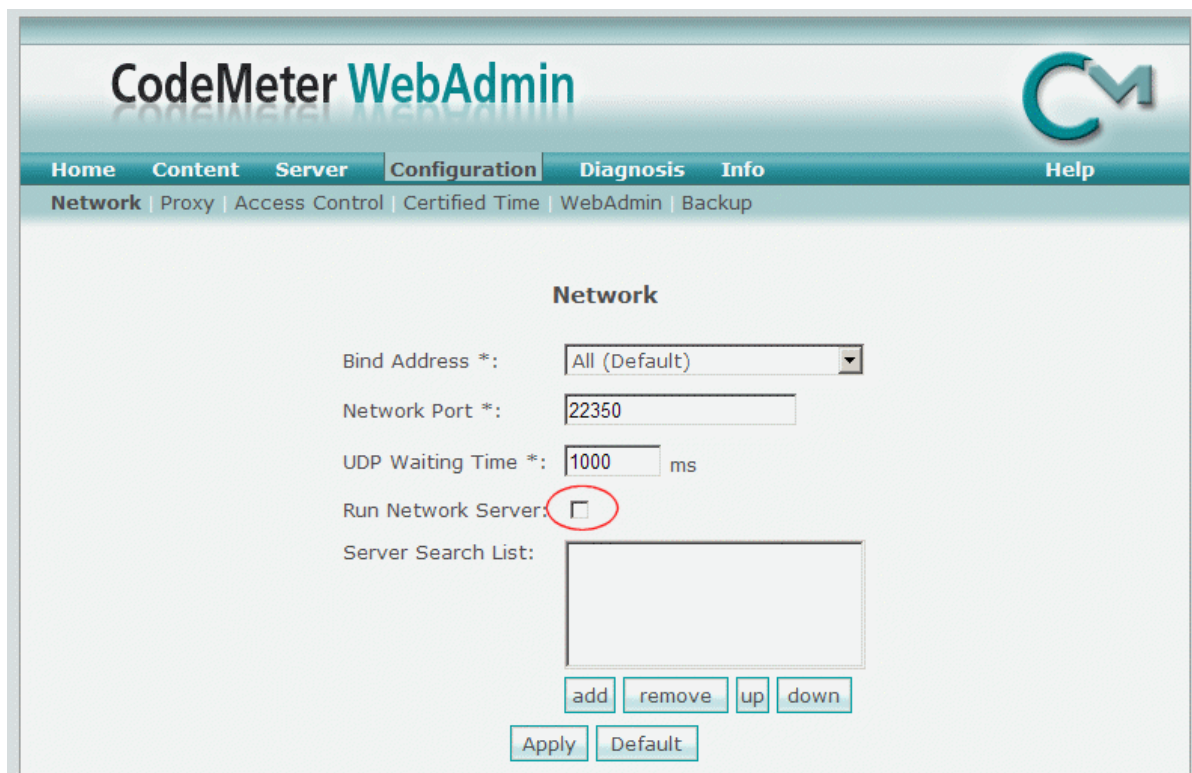 CodeMeter WebAdmin
CM
Home Content Server Configuration Diagnosis Info Help
Network | Proxy | Access Control | Certified Time | WebAdmin | Backup
Network
Bind Address *: All (Default)
Network Port *: 22350
UDP Waiting Time *: 1000 ms
Run Network Server:
Server Search List:
add remove up down
Apply Default